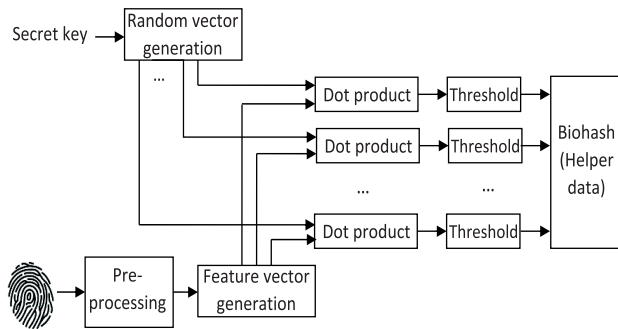 Secret key
Random vector
generation
...
Dot product
Threshold
Dot product
Threshold
...
...
Dot product
Threshold
Biohash
(Helper
data)
Pre-
processing
Feature vector
generation